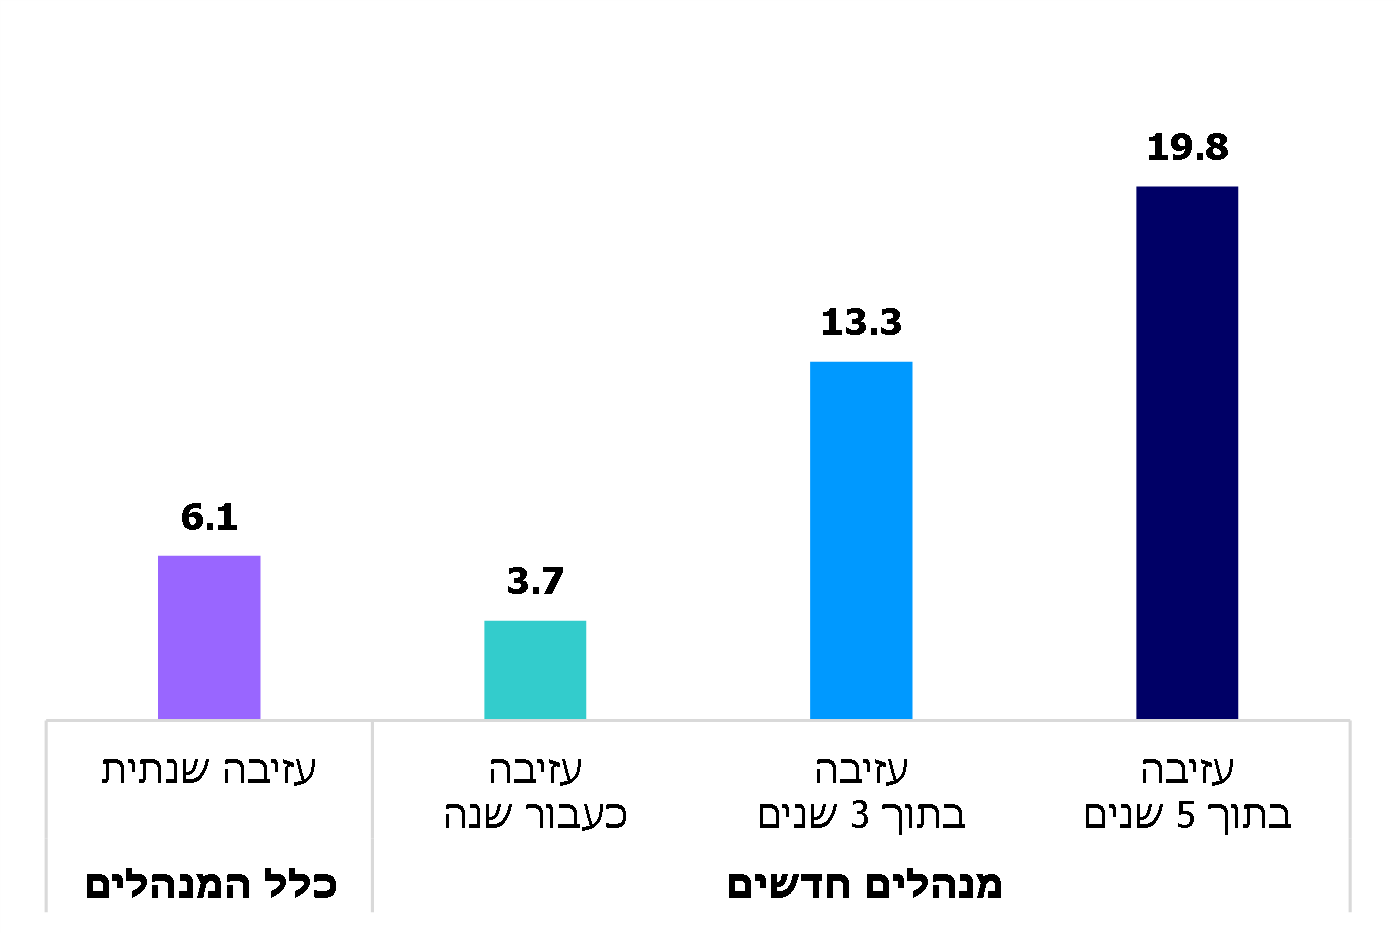 19.8
13.3
6.1
3.7
עזיבה שנתית
עזיבה
כעבור שנה
עזיבה
בתוך 3 שנים
עזיבה
בתוך 5 שנים
כלל המנהלים
מנהלים חדשים